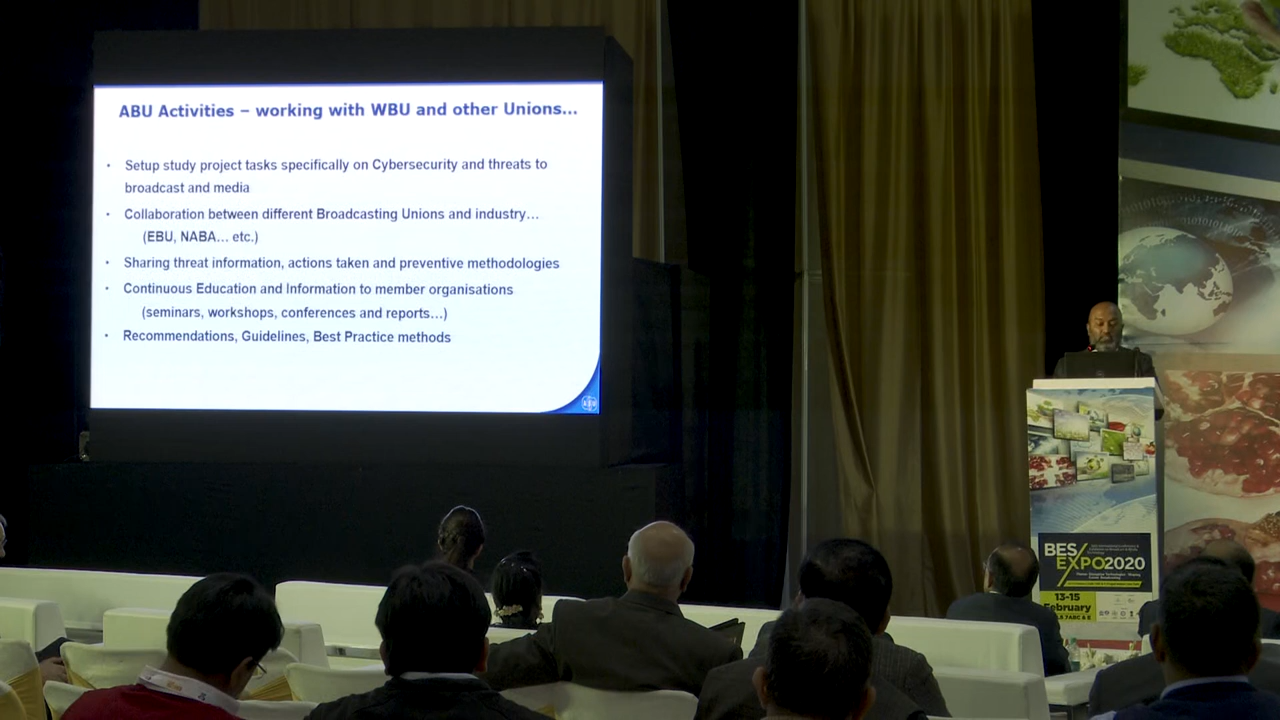 ABU Activities – working with WBU and other Unions...
• Setup study project tasks specifically on Cybersecurity and threats to
broadcast and media
• Collaboration between different Broadcasting Unions and industry...
(EBU, NABA... etc.)
• Sharing threat information, actions taken and preventive methodologies
• Continuous Education and Information to member organisations
(seminars, workshops, conferences and reports...)
• Recommendations, Guidelines, Best Practice methods
ABU
BES
EXPO2020
13-15
February